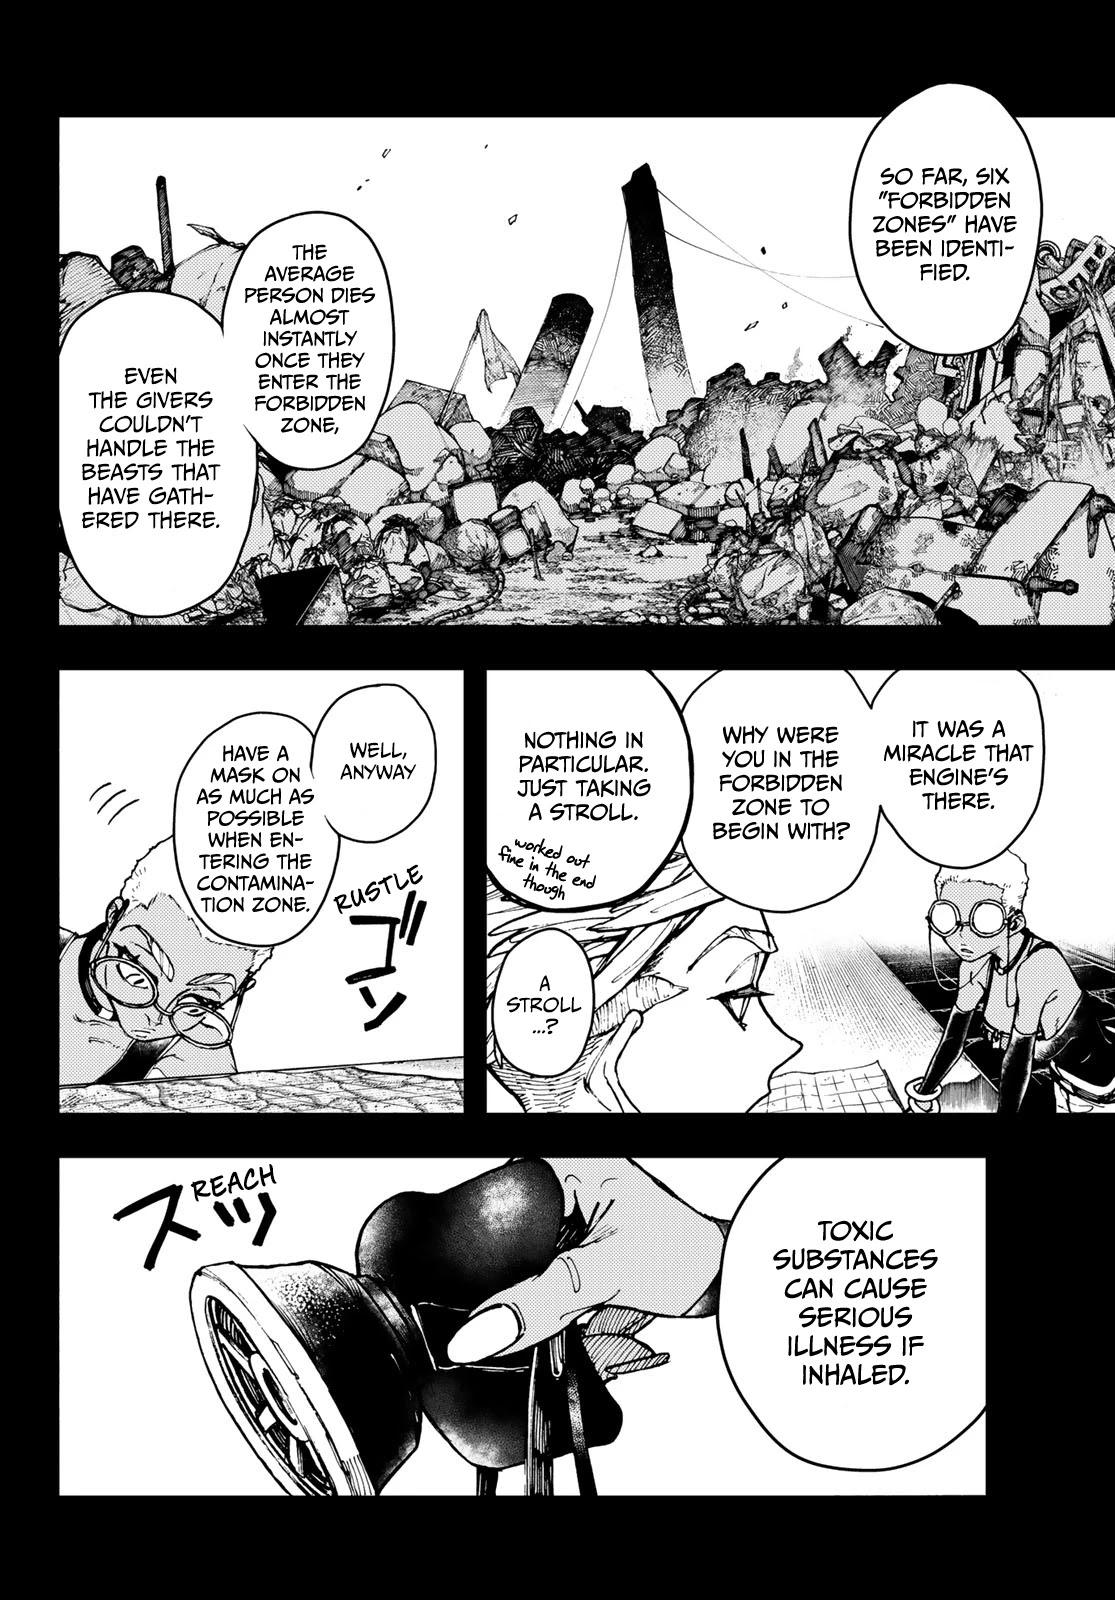 SO FAR, SIX
"FORBIDDEN
ZONES" HAVE
BEEN IDENTI-
FIED.
THE
AVERAGE
PERSON DIES
ALMOST
INSTANTLY
ONCE THEY
ENTER THE
FORBIDDEN
ZONE,
EVEN
THE GIVERS
COULDN'T
HANDLE THE
BEASTS THAT
HAVE GATH-
ERED THERE.
IT WAS A
MIRACLE THAT
ENGINE'S
THERE.
WHY WERE
YOU IN THE
FORBIDDEN
ZONE TO
BEGIN WITH?
NOTHING IN
PARTICULAR.
JUST TAKING
A STROLL.
worked out
fine in the end
though
A
STROLL
...?
WELL,
ANYWAY
HAVE A
MASK ON
AS MUCH AS
POSSIBLE
WHEN EN-
TERING THE
CONTAMINA-
TION ZONE.
RUSTLE
ゴソ
TOXIC
SUBSTANCES
CAN CAUSE
SERIOUS
ILLNESS IF
INHALED.
REACH
スッ